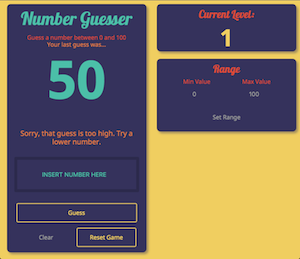 Number Guesser
Guess a number between 0 and 100
Your last guess was...
50
Sorry, that guess is too high. Try a
lower number.
INSERT NUMBER HERE
Guess
Clear
Reset Game
Current Level:
1
Range
Min Value
Max Value
0
100
Set Range